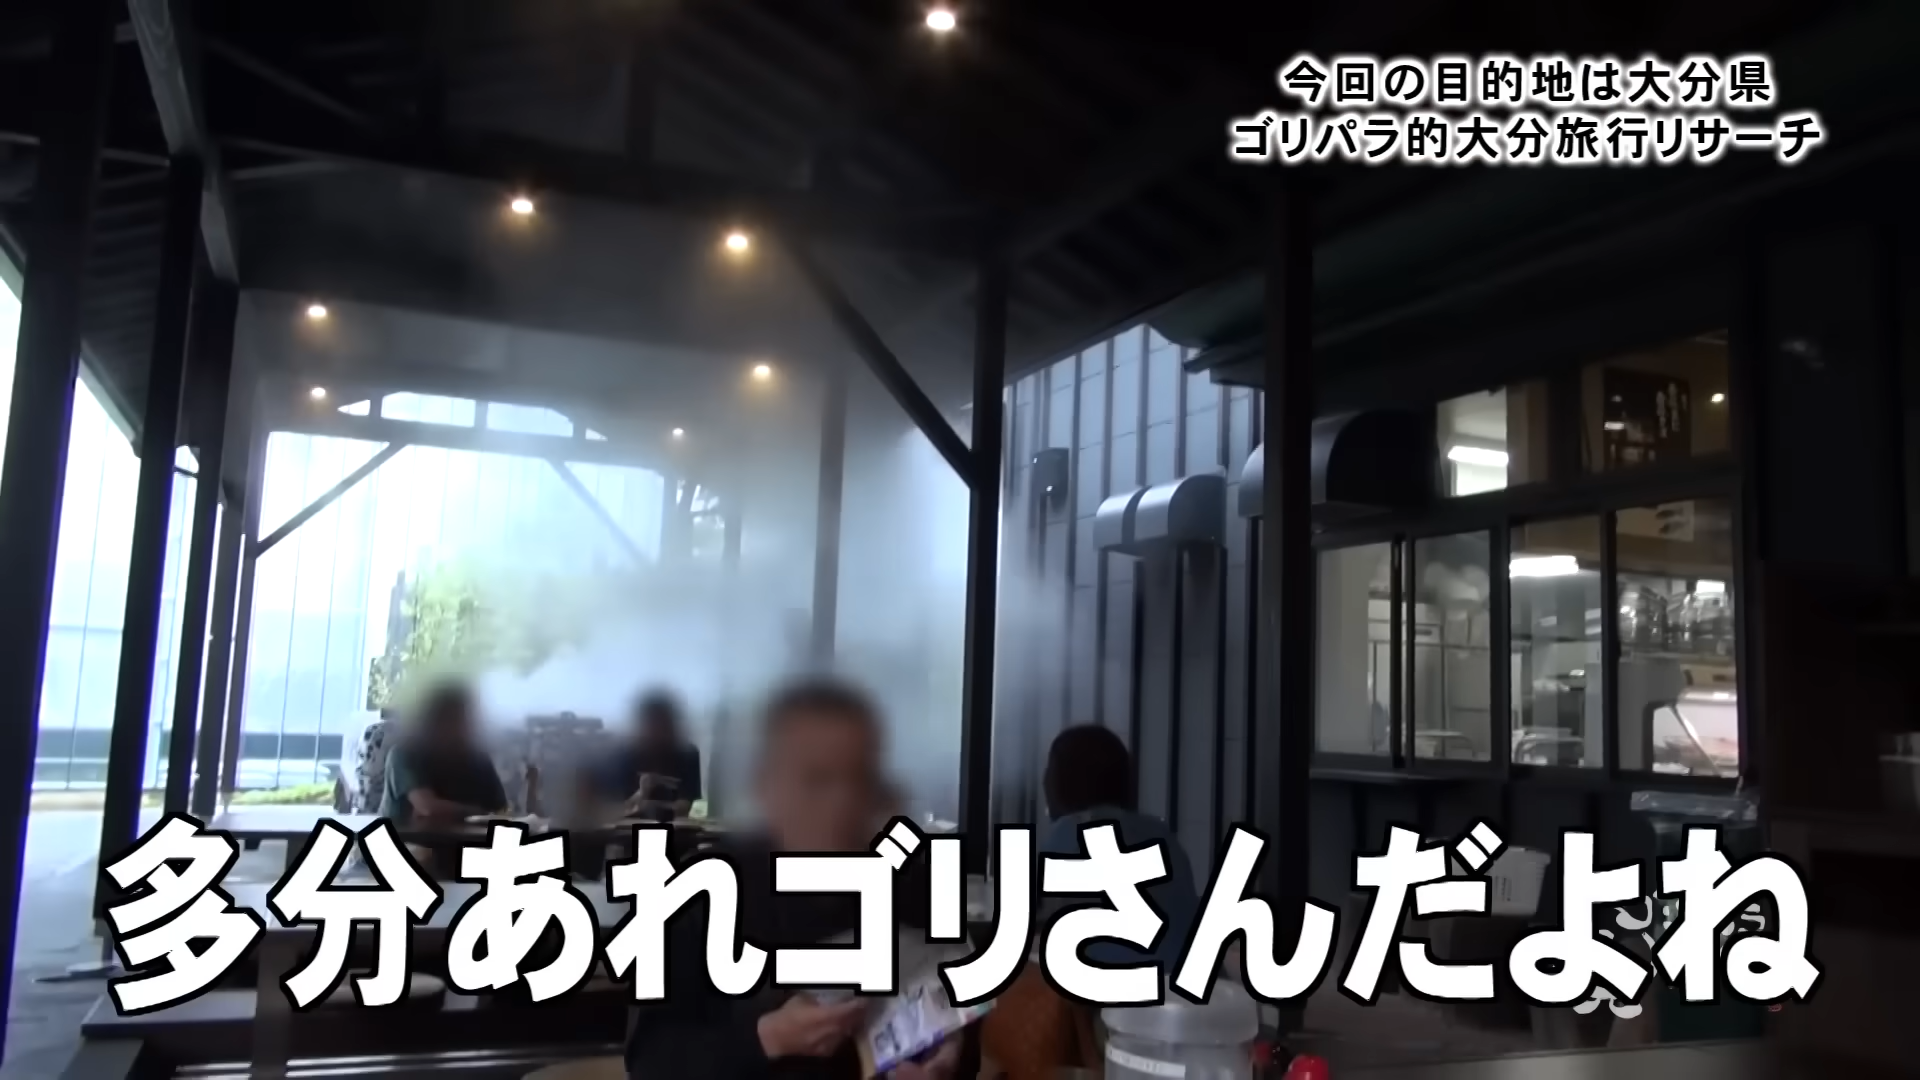 今回の目的地は大分県
ゴリパラ的大分旅行リサーチ
多分あれゴリさんだよね